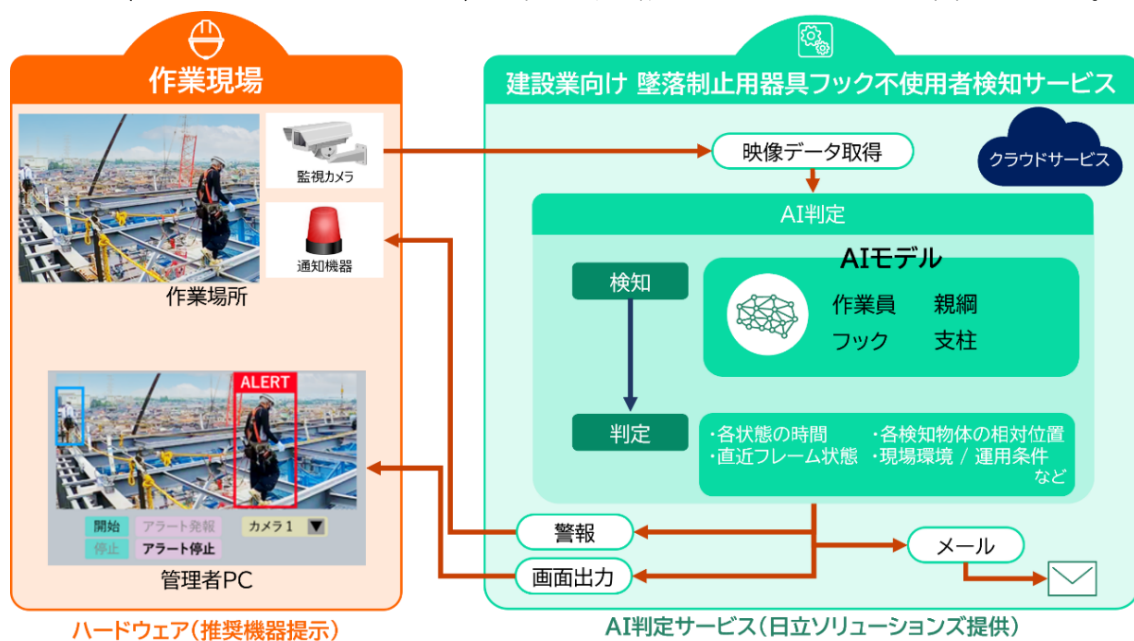 作業現場
監視カメラ
通知機器
作業場所
ALERT
開始 アラート発報 カメラ1 ▼
停止 アラート停止
管理者PC
ハードウェア(推奨機器提示)
建設業向け 墜落制止用器具フック不使用者検知サービス
映像データ取得
クラウドサービス
AI判定
検知
AIモデル
作業員 親綱
フック 支柱
判定
・各状態の時間 ・各検知物体の相対位置
・直近フレーム状態 ・現場環境 / 運用条件
など
警報
画面出力
メール
AI判定サービス(日立ソリューションズ提供)